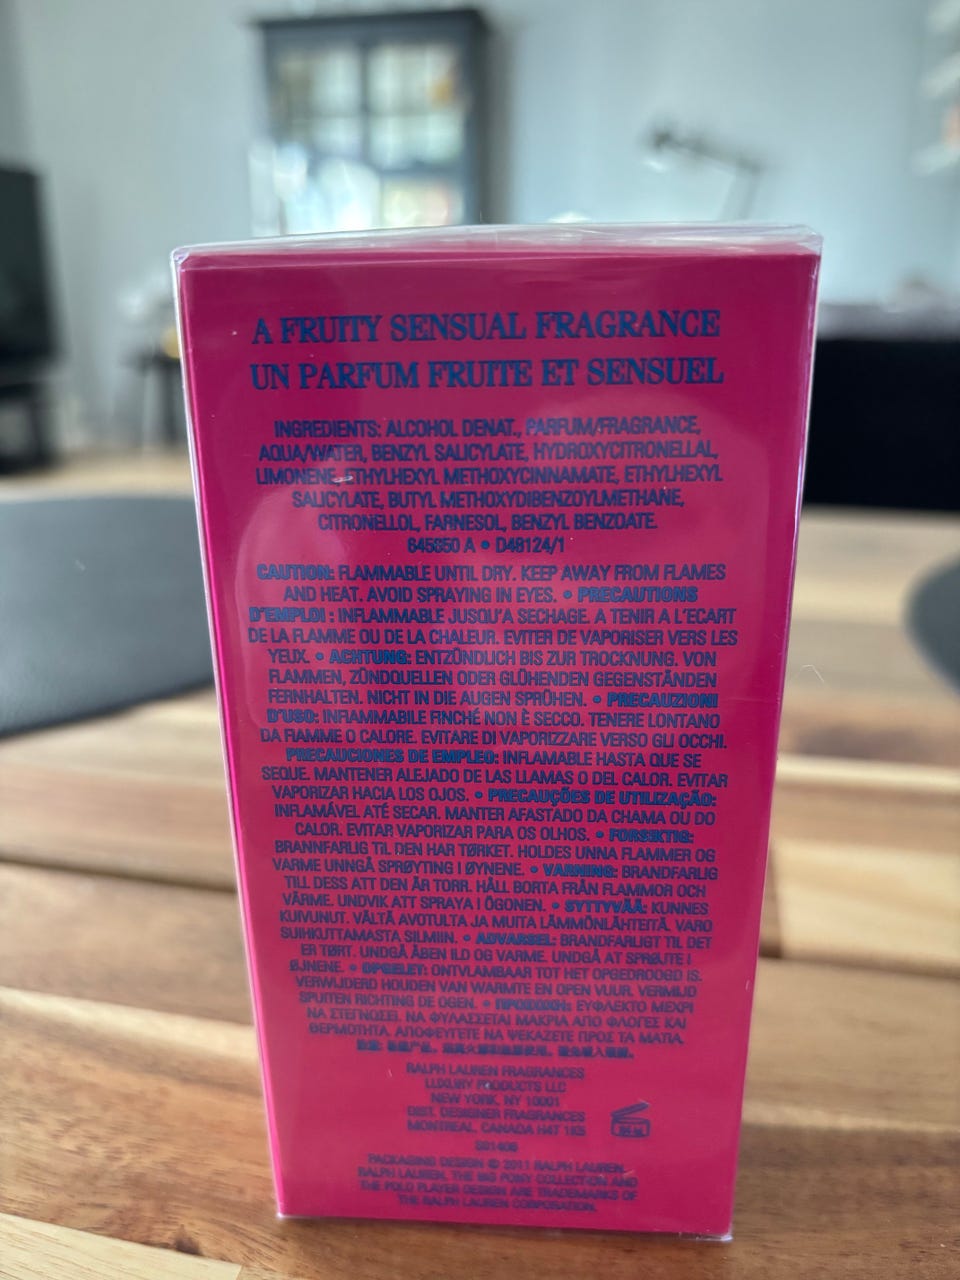 A FRUITY SENSUAL FRAGRANCE
UN PARFUM FRUITE ET SENSUEL
INGREDIENTS: ALCOHOL DENAT., PARFUM/FRAGRANCE,
AQUA/WATER, BENZYL SALICYLATE, HYDROXYCITRONELLAL,
LIMONENE, ETHYLHEXYL METHOXYCINNAMATE, ETHYLHEXYL
SALICYLATE, BUTYL METHOXYDIBENZOYLMETHANE,
CITRONELLOL, FARNESOL, BENZYL BENZOATE.
A • D48124/1
CAUTION: FLAMMABLE UNTIL DRY. KEEP AWAY FROM FLAMES
AND HEAT. AVOID SPRAYING IN EYES. • PRECAUTIONS
D'EMPLOI : INFLAMMABLE JUSQU'A SECHAGE. A TENIR A L'ECART
DE LA FLAMME OU DE LA CHALEUR. EVITER DE VAPORISER VERS LES
YEUX. • ACHTUNG: ENTZÜNDLICH BIS ZUR TROCKNUNG. VON
FLAMMEN, ZÜNDQUELLEN ODER GLÜHENDEN GEGENSTÄNDEN
FERNHALTEN. NICHT IN DIE AUGEN SPRÜHEN. • PRECAUZIONI
D'USO: INFIAMMABILE FINCHÉ NON È SECCO. TENERE LONTANO
DA FIAMME O CALORE. EVITARE DI VAPORIZZARE VERSO GLI OCCHI.
PRECAUCIONES DE EMPLEO: INFLAMABLE HASTA QUE SE
SEQUE. MANTENER ALEJADO DE LAS LLAMAS O DEL CALOR. EVITAR
VAPORIZAR HACIA LOS OJOS. • PRECAUÇÕES DE UTILIZAÇÃO:
INFLAMÁVEL ATÉ SECAR. MANTER AFASTADO DA CHAMA OU DO
CALOR. EVITAR VAPORIZAR PARA OS OLHOS. • FORSIKTIG:
BRANNFARLIG TIL DEN HAR TØRKET. HOLDES UNNA FLAMMER OG
VARME UNNGÅ SPRØYTING I ØYNENE. • VARNING: BRANDFARLIG
TILL DESS ATT DEN ÄR TORR. HÅLL BORTA FRÅN FLAMMOR OCH
VÄRME. UNDVIK ATT SPRAYA I ÖGONEN. • SYTTYVÄÄ: KUNNES
KUIVUNUT. VÄLTÄ AVOTULTA JA MUITA LÄMMÖNLÄHTEITÄ. VARO
SUIHKUTTAMASTA SILMIIN. • ADVARSEL: BRANDFARLIGT TIL DET
ER TØRT. UNDGÅ ÅBEN ILD OG VARME. UNDGÅ AT SPRØJTE I
ØJNENE. • OPGELET: ONTVLAMBAAR TOT HET OPGEDROOGD IS.
VERWIJDERD HOUDEN VAN WARMTE EN OPEN VUUR. VERMIJD
SPUITEN RICHTING DE OGEN. • ΠΡΟΣΟΧΗ: ΕΥΦΛΕΚΤΟ ΜΕΧΡΙ
ΝΑ ΣΤΕΓΝΩΣΕΙ. ΝΑ ΦΥΛΑΣΣΕΤΑΙ ΜΑΚΡΙΑ ΑΠΟ ΦΛΟΓΕΣ ΚΑΙ
ΘΕΡΜΟΤΗΤΑ. ΑΠΟΦΕΥΓΕΤΕ ΝΑ ΨΕΚΑΖΕΤΕ ΠΡΟΣ ΤΑ ΜΑΤΙΑ.
RALPH LAUREN FRAGRANCES
LUXURY PRODUCTS LLC
NEW YORK, NY 10001
DIST. DESIGNER FRAGRANCES
MONTREAL, CANADA H4T 1K5
PACKAGING DESIGN © 2011 RALPH LAUREN.
RALPH LAUREN, THE BIG PONY COLLECTION AND
THE POLO PLAYER DESIGN ARE TRADEMARKS OF
THE RALPH LAUREN CORPORATION.